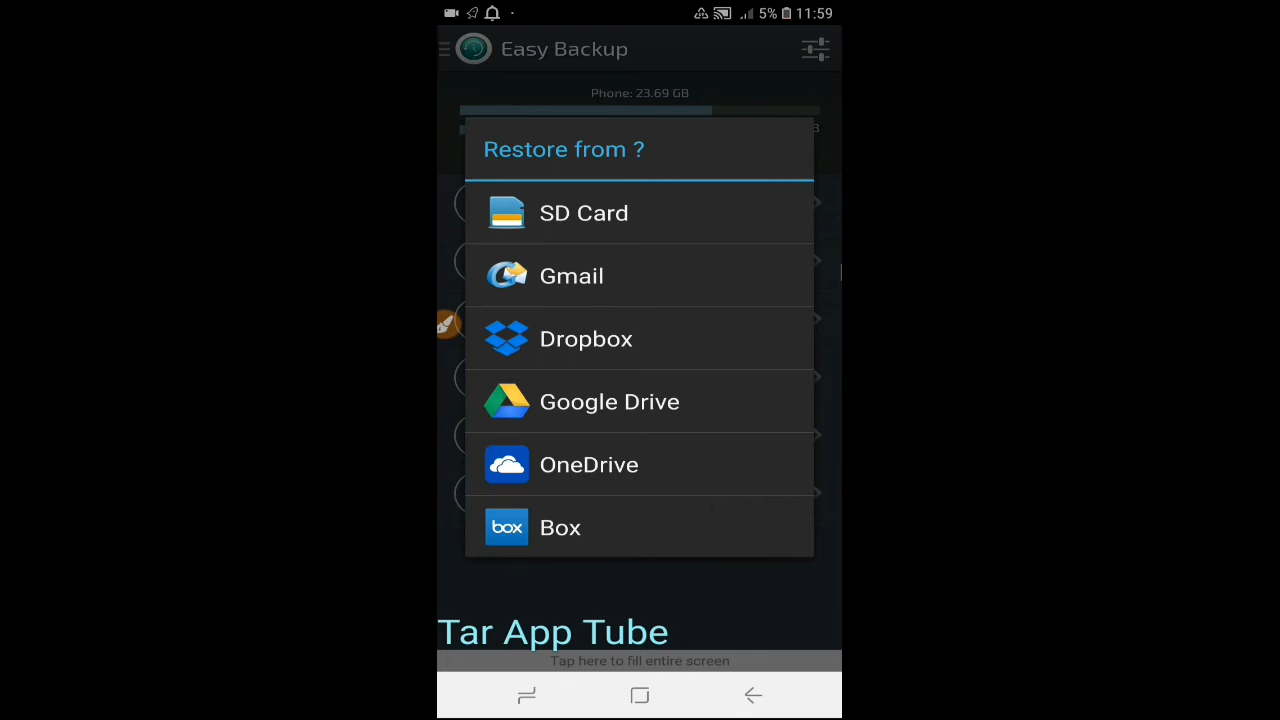 5% 11:59
Easy Backup
Phone: 23.69 GB
Restore from ?
SD Card
Gmail
Dropbox
Google Drive
OneDrive
box Box
Tar App Tube
Tap here to fill entire screen